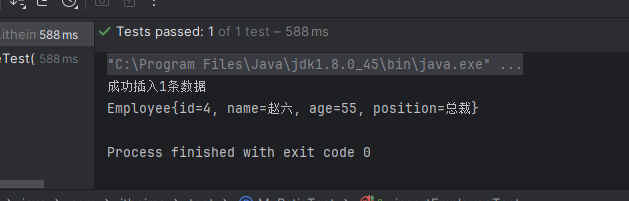 .ithein 588 ms
Tests passed: 1 of 1 test – 588 ms
eTest( 588 ms
"C:\Program Files\Java\jdk1.8.0_45\bin\java.exe" ...
成功插入1条数据
Employee{id=4, name=赵六, age=55, position=总裁}
Process finished with exit code 0